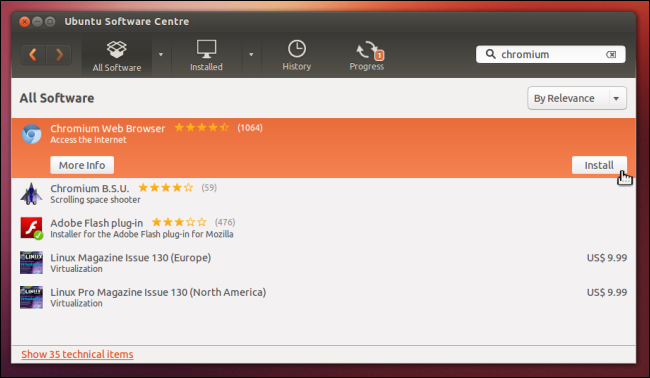 Ubuntu Software Centre
All Software
Installed
History
1
Progress
chromium
All Software
By Relevance
Chromium Web Browser (1064)
Access the Internet
More Info
Install
Chromium B.S.U. (59)
Scrolling space shooter
Adobe Flash plug-in (476)
Installer for the Adobe Flash plug-in for Mozilla
LINUX
Linux Magazine Issue 130 (Europe) US$ 9.99
Virtualization
LINUX
Linux Pro Magazine Issue 130 (North America) US$ 9.99
Virtualization
Show 35 technical items